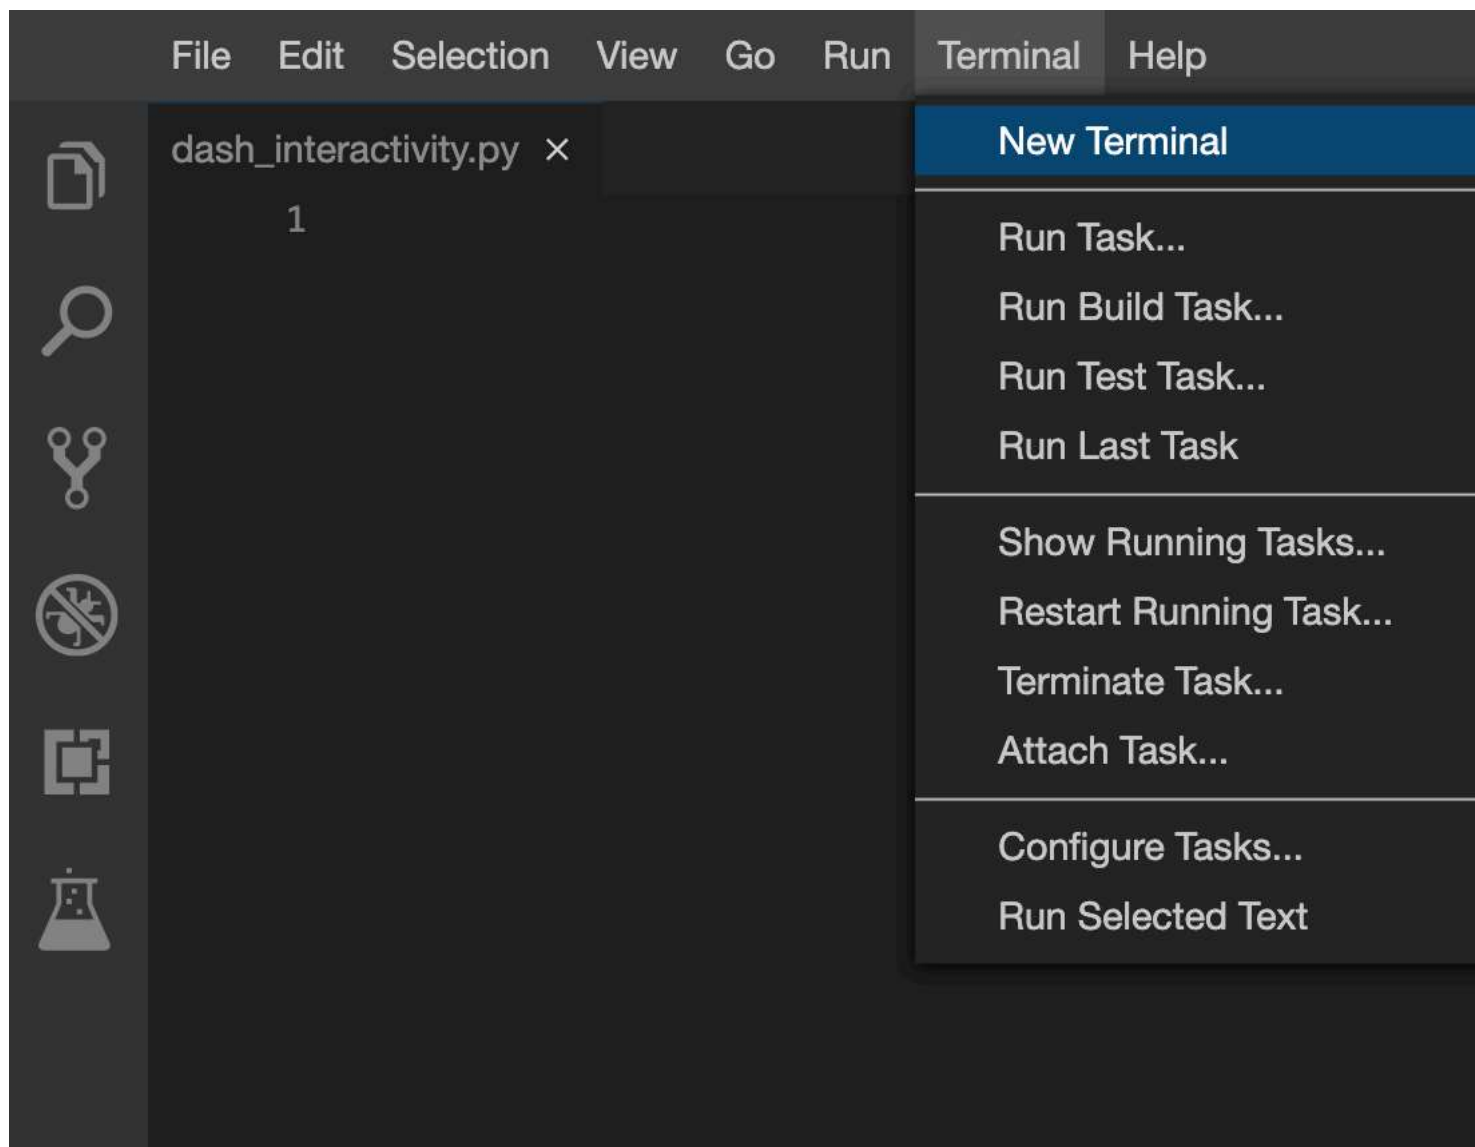 File Edit Selection View Go Run Terminal Help
dash_interactivity.py ×
1
New Terminal
Run Task...
Run Build Task...
Run Test Task...
Run Last Task
Show Running Tasks...
Restart Running Task...
Terminate Task...
Attach Task...
Configure Tasks...
Run Selected Text